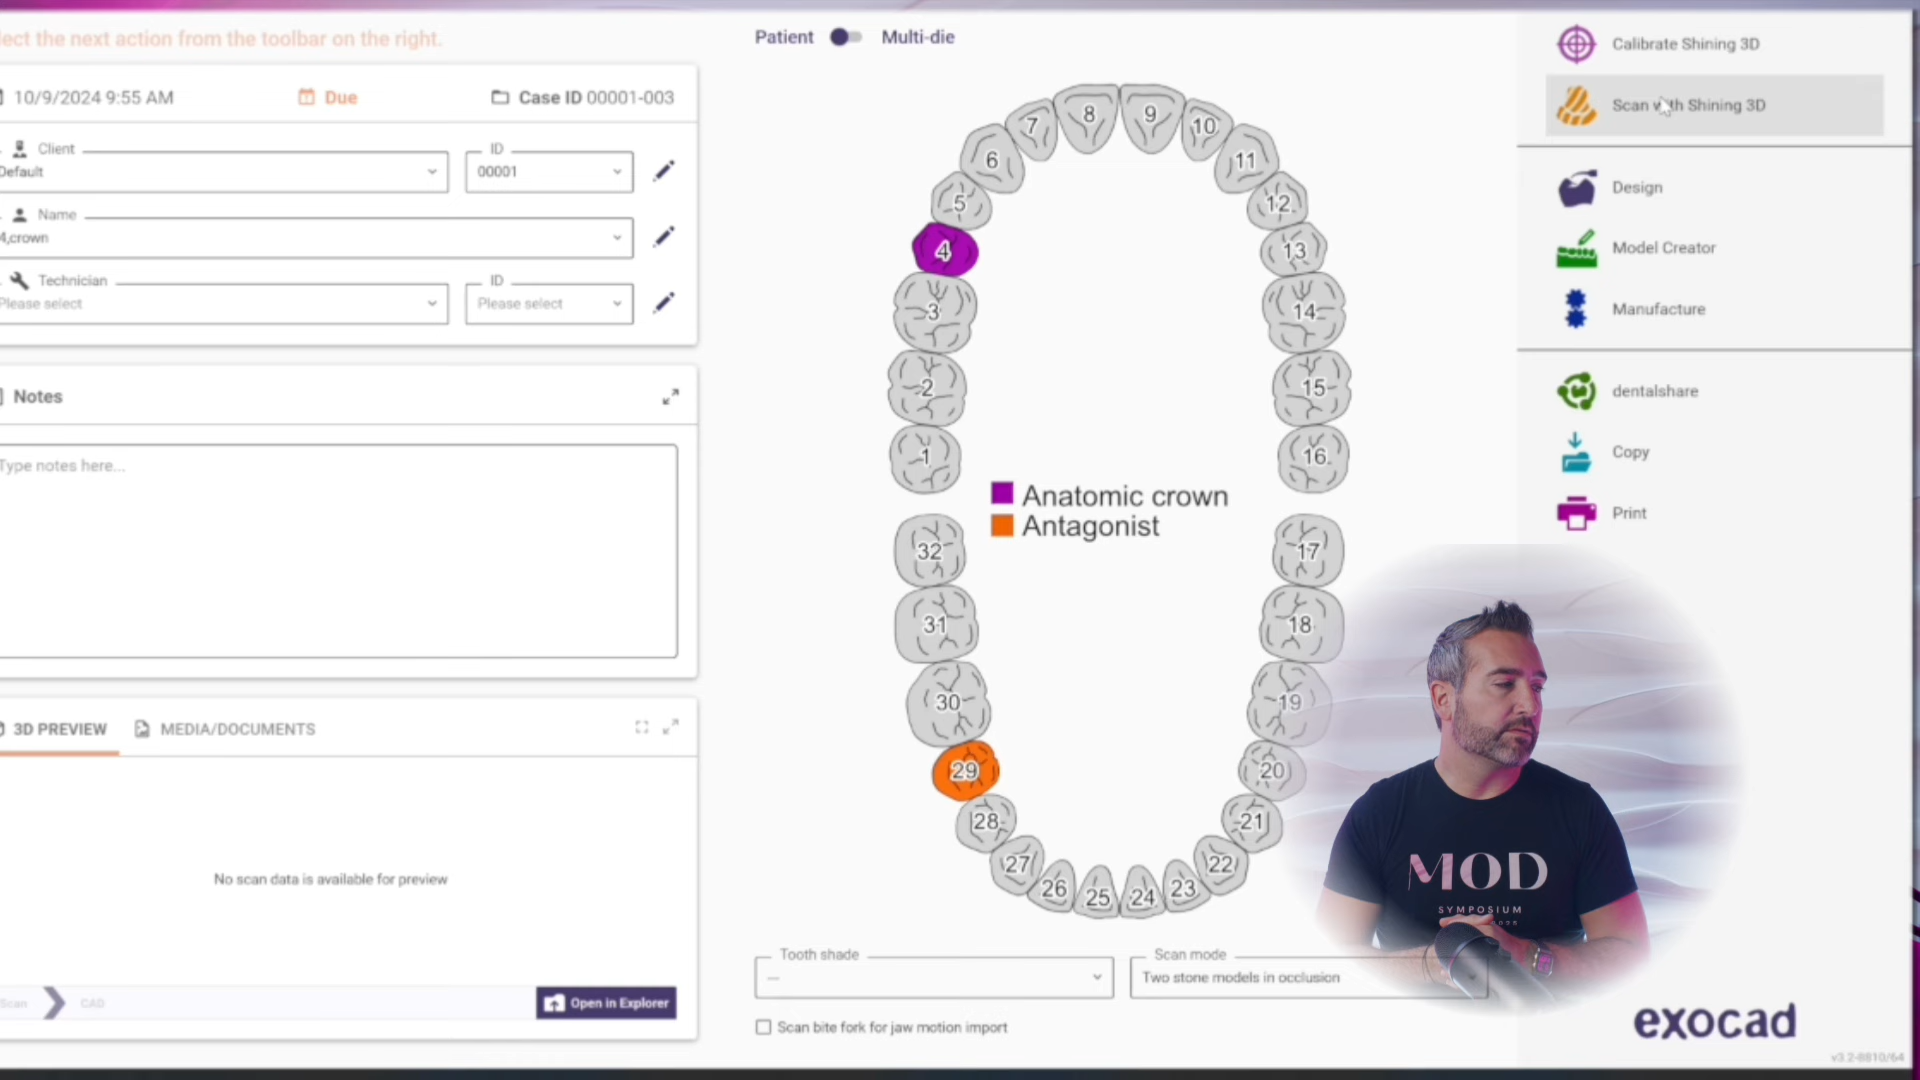 lect the next action from the toolbar on the right.
10/9/2024 9:55 AM
Due
Case ID 00001-003
Client
Default
ID
00001
Name
4,crown
Technician
Please select
ID
Please select
Notes
Type notes here...
3D PREVIEW
MEDIA/DOCUMENTS
No scan data is available for preview
Scan
CAD
Open in Explorer
Patient
Multi-die
8
9
7
10
6
11
5
12
4
13
3
14
2
15
1
16
Anatomic crown
Antagonist
32
17
31
18
30
19
29
20
28
21
27
22
26
25
24
23
Tooth shade
---
Scan mode
Two stone models in occlusion
Scan bite fork for jaw motion import
Calibrate Shining 3D
Scan with Shining 3D
Design
Model Creator
Manufacture
dentalshare
Copy
Print
MOD
SYMPOSIUM
exocad
v3.2-8810/64